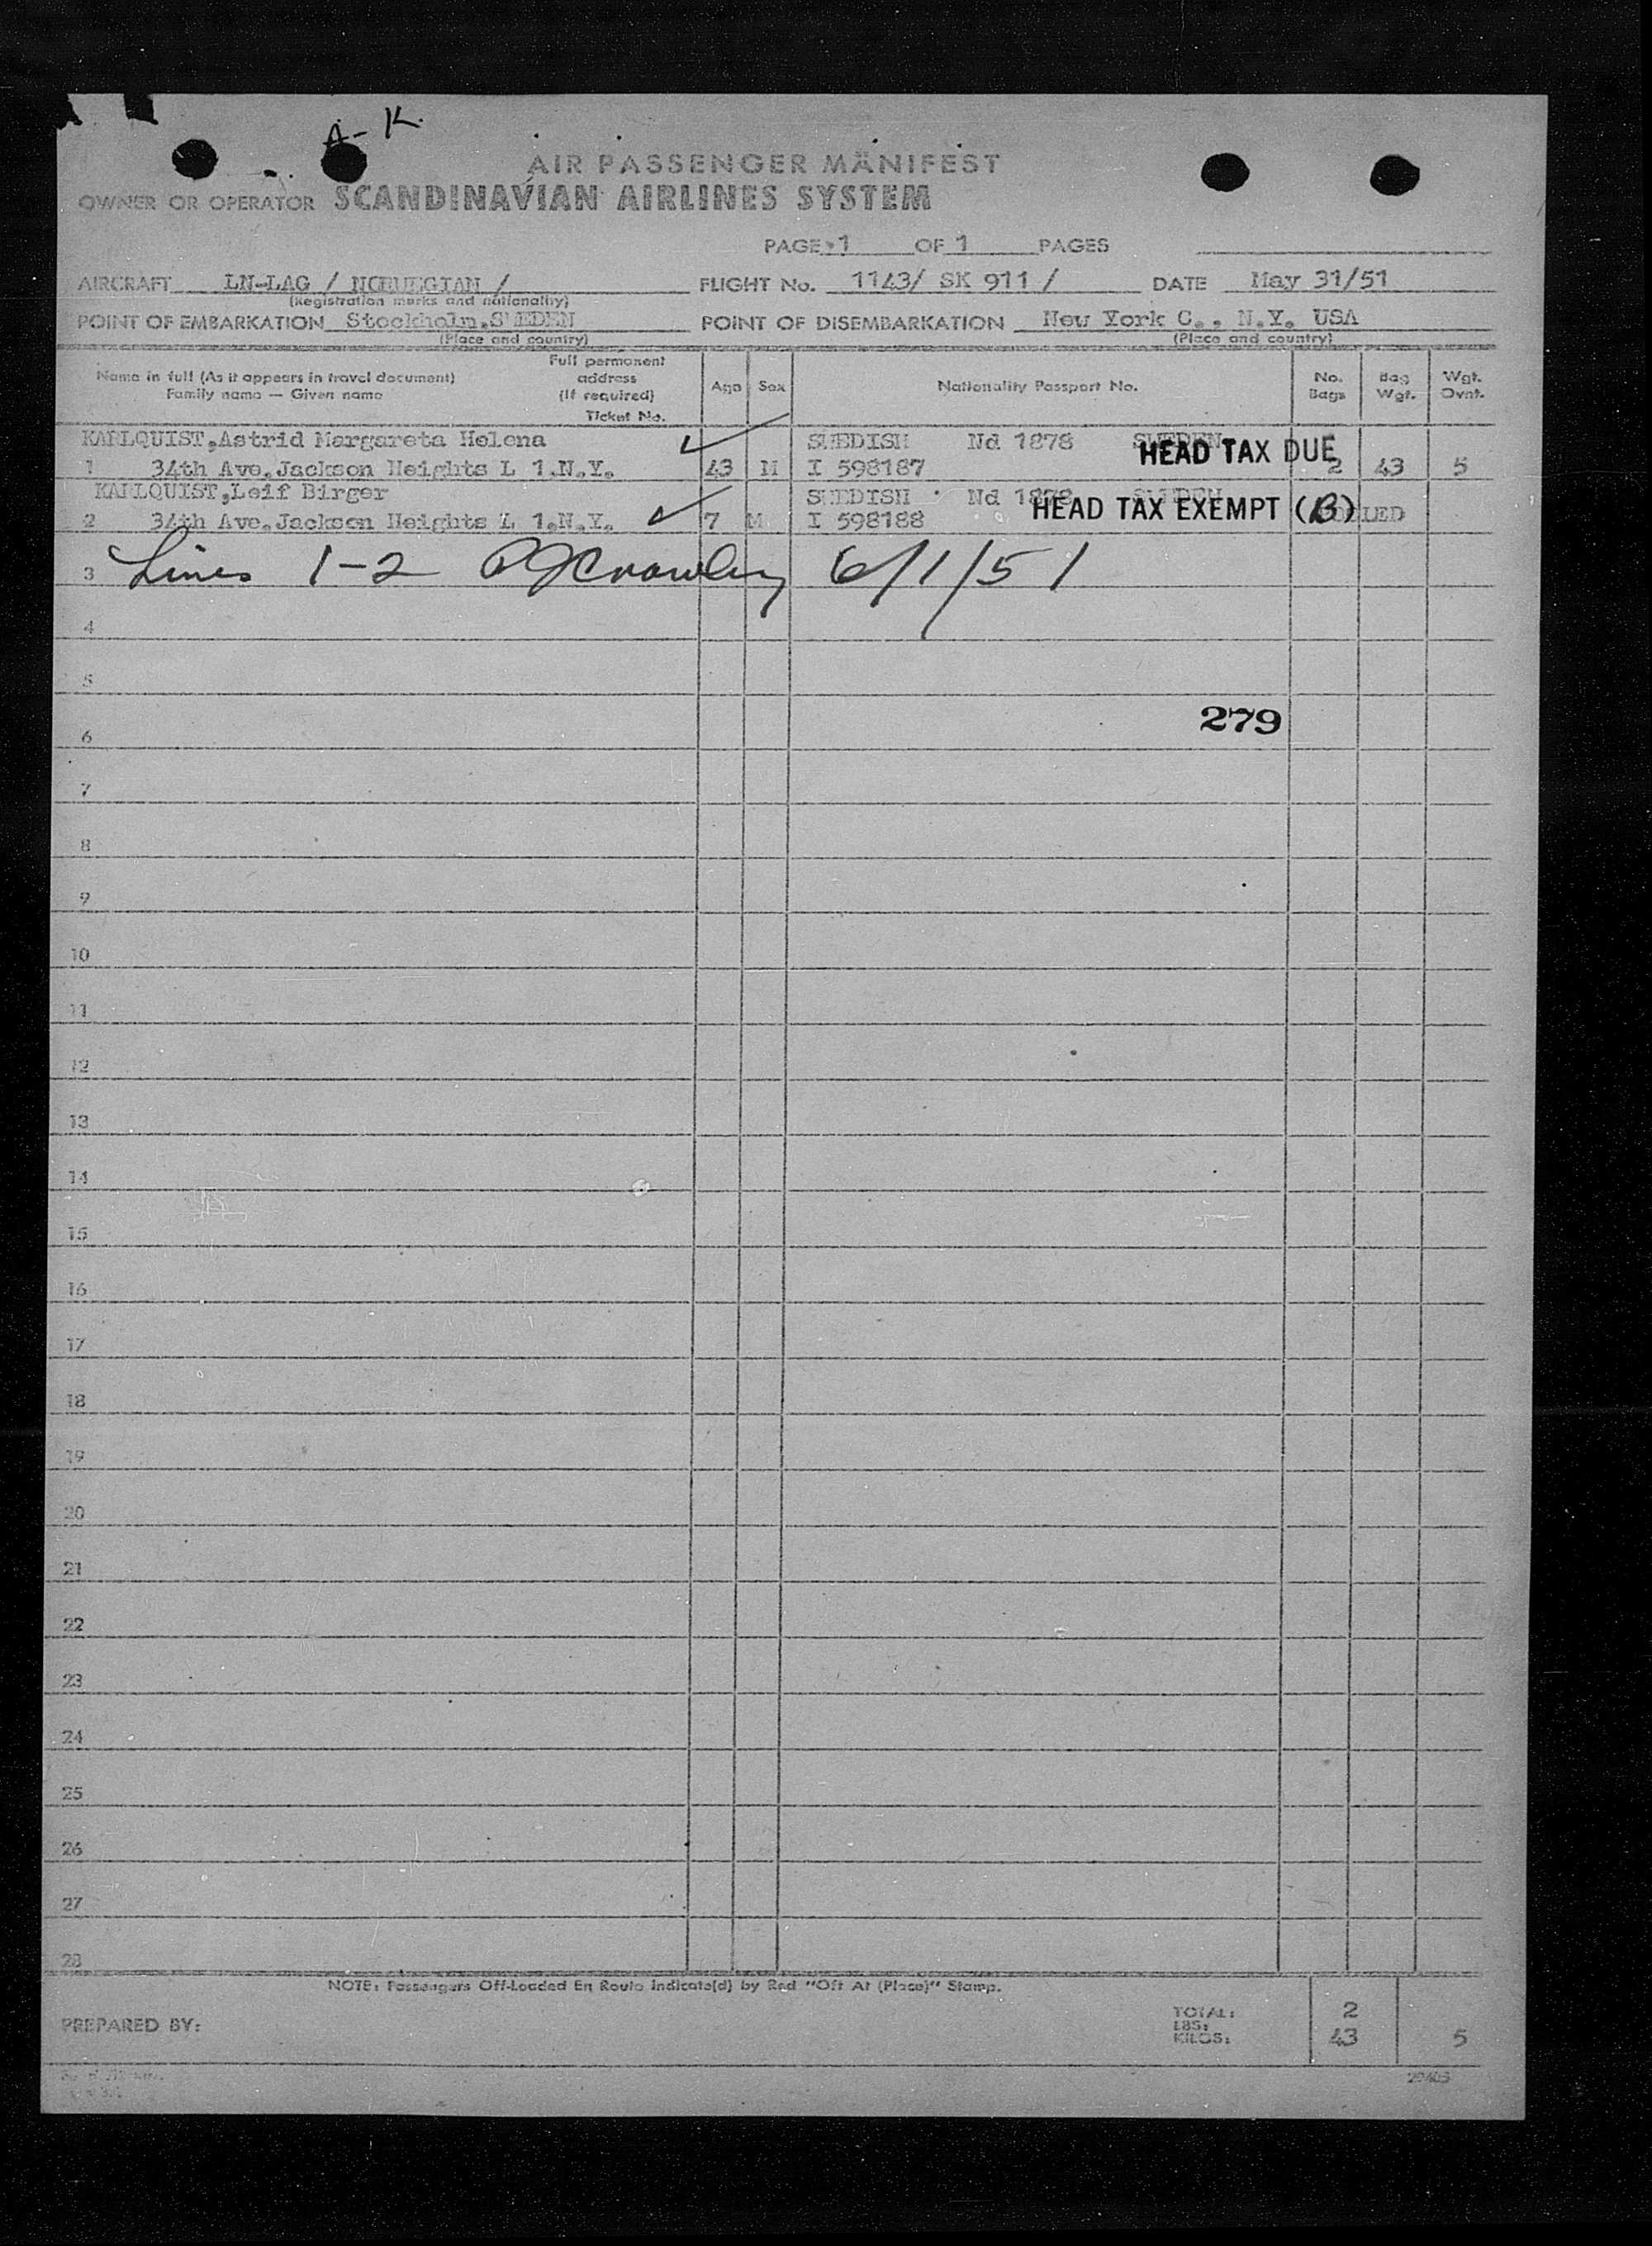 A-K.
AIR PASSENGER MANIFEST
OWNER OR OPERATOR SCANDINAVIAN AIRLINES SYSTEM
PAGE 1 OF 1 PAGES
AIRCRAFT LN-LAG / NORWEGIAN / FLIGHT No. 1143/ SK 911 / DATE May 31/51
(Registration marks and nationality)
POINT OF EMBARKATION Stockholm,SWEDEN POINT OF DISEMBARKATION New York C., N.Y. USA
(Place and country) (Place and country)
Name in full (As it appears in travel document) Family name — Given name Full permanent address (If required) Ticket No. Age Sex Nationality Passport No. No. Bags Bag Wgt. Wgt. Ovnt.
KARLQUIST,Astrid Margareta Helena SWEDISH Nd 1878 SWEDEN HEAD TAX DUE
1 34th Ave.Jackson Heights L 1.N.Y. 43 M I 598187 2 43 5
KARLQUIST,Leif Birger SWEDISH Nd 1878 SWEDEN HEAD TAX EXEMPT (B)
2 34th Ave.Jackson Heights L 1.N.Y. 7 M I 598188
3 Lines 1-2 6/1/51
4
5
279
6
7
8
9
10
11
12
13
14
15
16
17
18
19
20
21
22
23
24
25
26
27
28
NOTE: Passengers Off-Loaded En Route Indicate(d) by Red "Off At (Place)" Stamp.
PREPARED BY:
TOTAL: 2
LBS:
KILOS: 43 5